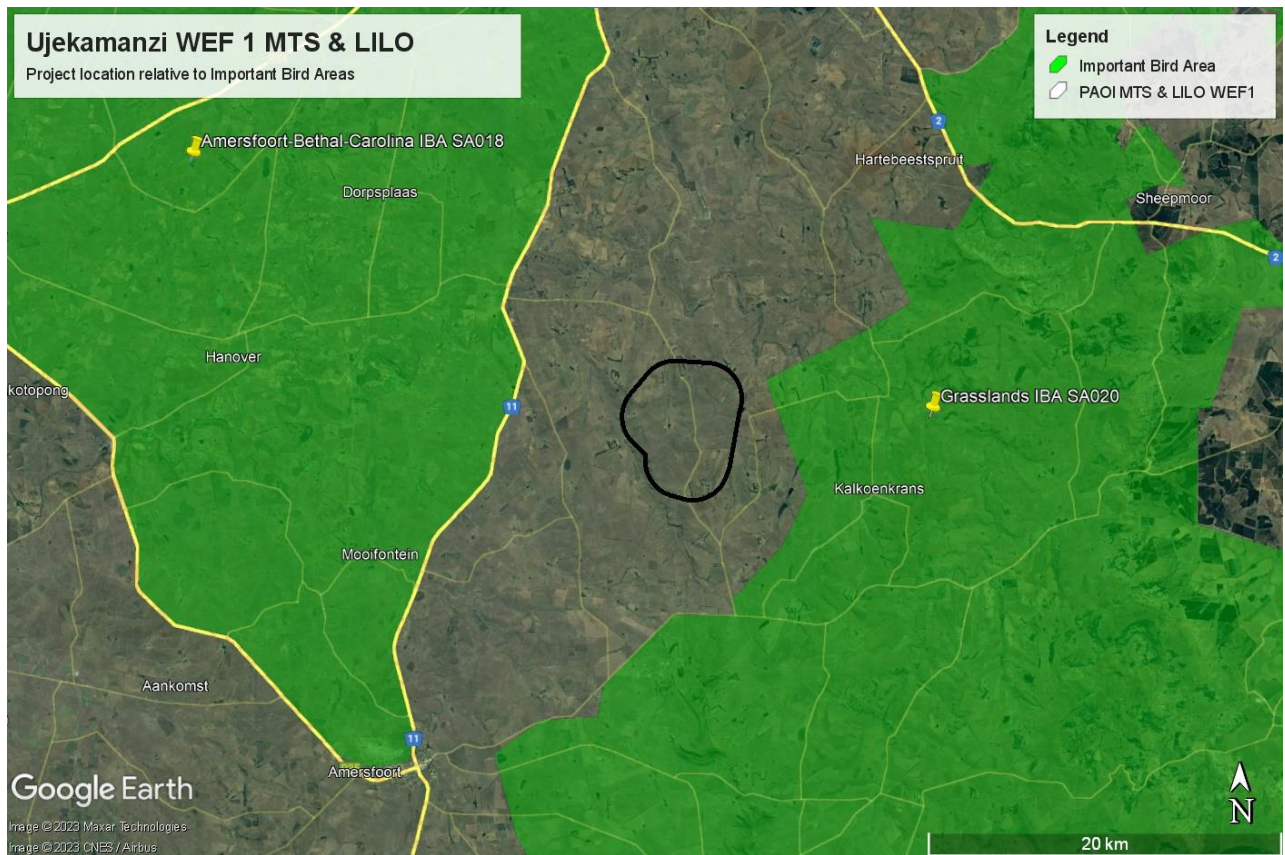 Ujekamanzi WEF 1 MTS & LILO
Project location relative to Important Bird Areas
Legend
Important Bird Area
PAOI MTS & LILO WEF1
2
Amersfoort-Bethal-Carolina IBA SA018
Hartebeestspruit
Dorpsplaas
Sheepmoor
2
Hanover
kotopong
11
Grasslands IBA SA020
Kalkoenkrans
Mooifontein
Aankomst
11
Amersfoort
Google Earth
Image © 2023 Maxar Technologies
Image © 2023 CNES / Airbus
N
20 km